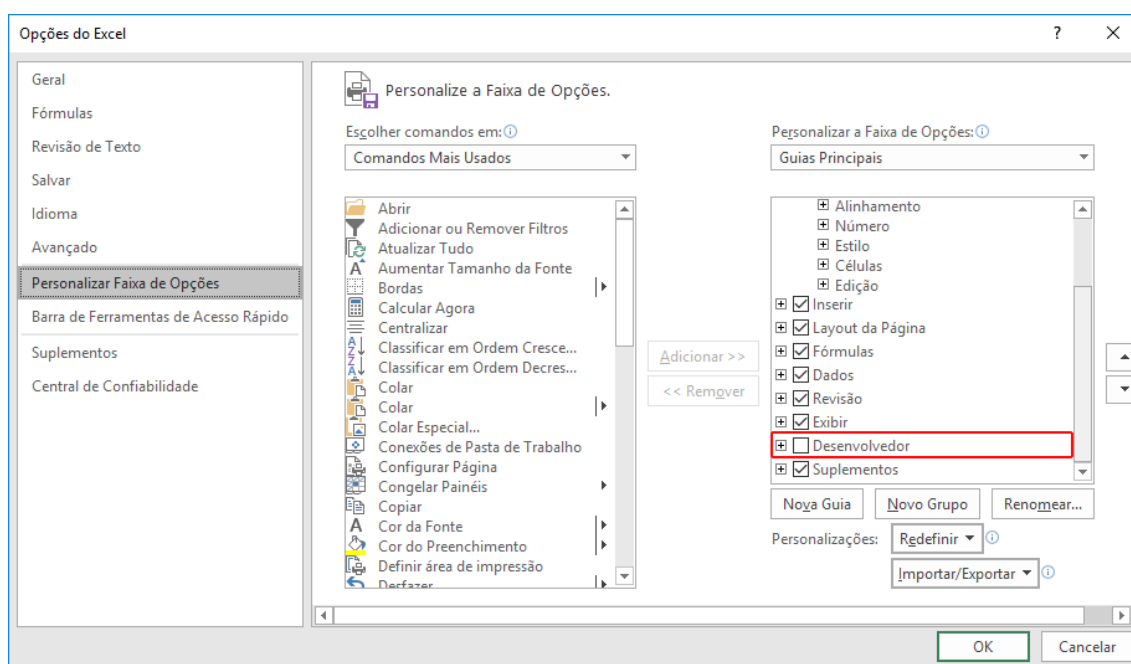 Opções do Excel
?
Geral
Fórmulas
Revisão de Texto
Salvar
Idioma
Avançado
Personalizar Faixa de Opções
Barra de Ferramentas de Acesso Rápido
Suplementos
Central de Confiabilidade
Personalize a Faixa de Opções.
Escolher comandos em:
Comandos Mais Usados
Abrir
Adicionar ou Remover Filtros
Atualizar Tudo
Aumentar Tamanho da Fonte
Bordas
Calcular Agora
Centralizar
Classificar em Ordem Cresce...
Classificar em Ordem Decres...
Colar
Colar
Colar Especial...
Conexões de Pasta de Trabalho
Configurar Página
Congelar Painéis
Copiar
Cor da Fonte
Cor do Preenchimento
Definir área de impressão
Desfazer
Adicionar >>
<< Remover
Personalizar a Faixa de Opções:
Guias Principais
Alinhamento
Número
Estilo
Células
Edição
Inserir
Layout da Página
Fórmulas
Dados
Revisão
Exibir
Desenvolvedor
Suplementos
Nova Guia
Novo Grupo
Renomear...
Personalizações:
Redefinir
Importar/Exportar
OK
Cancelar